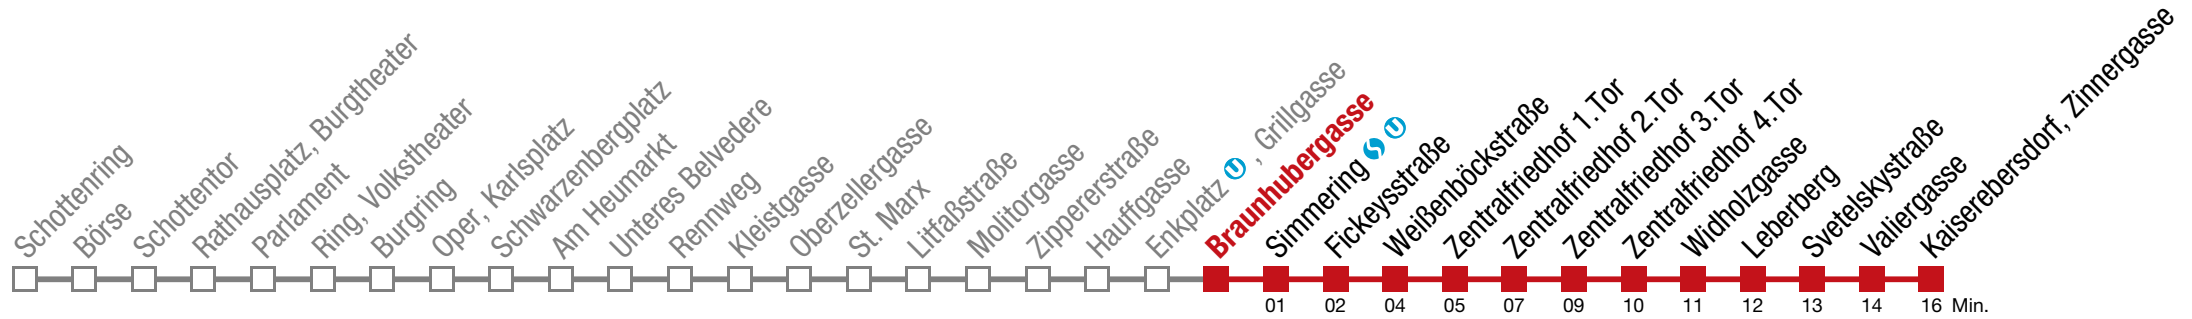 Schottenring
Börse
Schottentor
Rathausplatz, Burgtheater
Parlament
Ring, Volkstheater
Burgring
Oper, Karlsplatz
Schwarzenbergplatz
Am Heumarkt
Unteres Belvedere
Rennweg
Kleistgasse
Oberzellergasse
St. Marx
Litfaßstraße
Molitorgasse
Zippererstraße
Hauffgasse
Enkplatz U , Grillgasse
Braunhubergasse
Simmering S U
Fickeysstraße
Weißenböckstraße
Zentralfriedhof 1.Tor
Zentralfriedhof 2.Tor
Zentralfriedhof 3.Tor
Zentralfriedhof 4.Tor
Widholzgasse
Leberberg
Svetelskystraße
Valiergasse
Kaiserebersdorf, Zinnergasse
01 02 04 05 07 09 10 11 12 13 14 16 Min.